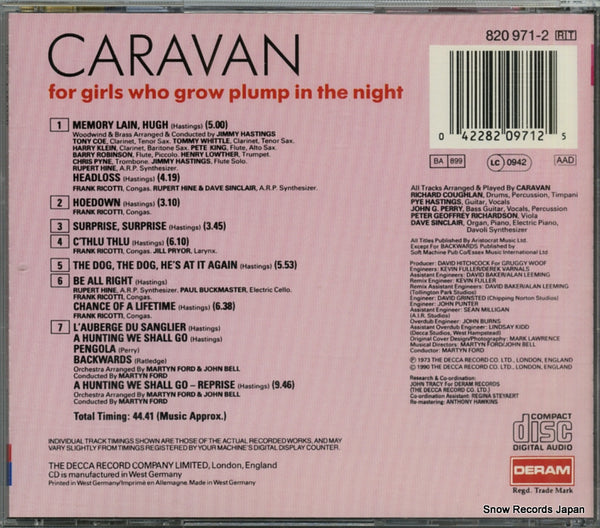 CARAVAN
for girls who grow plump in the night
820 971-2 RIT
0 42282 09712 5
BA 899 LC 0942 AAD
1 MEMORY LAIN, HUGH (Hastings) (5.00)
Woodwind & Brass Arranged & Conducted by JIMMY HASTINGS
TONY COE, Clarinet, Tenor Sax. TOMMY WHITTLE, Clarinet, Tenor Sax.
HARRY KLEIN, Clarinet, Baritone Sax. PETE KING, Flute, Alto Sax.
BARRY ROBINSON, Flute, Piccolo. HENRY LOWTHER, Trumpet.
CHRIS PYNE, Trombone. JIMMY HASTINGS, Flute Solo.
RUPERT HINE, A.R.P. Synthesizer.
HEADLOSS (Hastings) (4.19)
FRANK RICOTTI, Congas. RUPERT HINE & DAVE SINCLAIR, A.R.P. Synthesizer.
2 HOEDOWN (Hastings) (3.10)
FRANK RICOTTI, Congas.
3 SURPRISE, SURPRISE (Hastings) (3.45)
4 C'THLU THLU (Hastings) (6.10)
FRANK RICOTTI, Congas. JILL PRYOR, Larynx.
5 THE DOG, THE DOG, HE'S AT IT AGAIN (Hastings) (5.53)
6 BE ALL RIGHT (Hastings)
RUPERT HINE, A.R.P. Synthesizer. PAUL BUCKMASTER, Electric Cello.
FRANK RICOTTI, Congas.
CHANCE OF A LIFETIME (Hastings) (6.38)
FRANK RICOTTI, Congas.
7 L'AUBERGE DU SANGLIER (Hastings)
A HUNTING WE SHALL GO (Hastings)
PENGOLA (Perry)
BACKWARDS (Ratledge)
Orchestra Arranged by MARTYN FORD & JOHN BELL
Conducted by MARTYN FORD
A HUNTING WE SHALL GO – REPRISE (Hastings) (9.46)
Orchestra Arranged by MARTYN FORD & JOHN BELL
Conducted by MARTYN FORD
Total Timing: 44.41 (Music Approx.)
All Tracks Arranged & Played By CARAVAN
RICHARD COUGHLAN, Drums, Percussion, Timpani
PYE HASTINGS, Guitar, Vocals
JOHN G. PERRY, Bass Guitar, Vocals, Percussion
PETER GEOFFREY RICHARDSON, Viola
DAVE SINCLAIR, Organ, Piano, Electric Piano,
Davoli Synthesizer
All Titles Published by Aristocrat Music Ltd.
Except For BACKWARDS Published by
Soft Machine Pub Co/Essex Music International Ltd
Producer: DAVID HITCHCOCK For GRUGGY WOOF
Engineers: KEVIN FULLER/DEREK VARNALS
Assistant Engineers: DAVID BAKER/ALAN LEEMING
Remix Engineer: KEVIN FULLER
Assistant Remix Engineers: DAVID BAKER/ALAN LEEMING
(Tollington Park Studios)
Engineer: DAVID GRINSTED (Chipping Norton Studios)
Engineer: JOHN PUNTER
Assistant Engineer: SEAN MILLIGAN
(A.I.R. Studios)
Overdub Engineer: JOHN BURNS
Assistant Overdub Engineer: LINDSAY KIDD
(Decca Studios, West Hampstead)
Original Cover Design/Photography: MARK LAWRENCE
Musical Directors: MARTYN FORD/JOHN BELL
Conductor: MARTYN FORD
℗ 1973 THE DECCA RECORD CO. LTD., LONDON, ENGLAND
© 1990 THE DECCA RECORD CO. LTD., LONDON, ENGLAND
Research & Co-ordination:
JOHN TRACY For DERAM RECORDS
(THE DECCA RECORD CO. LTD.)
Co-ordination Assistant: REGINA STEYAERT
Re-mastering: ANTHONY HAWKINS
INDIVIDUAL TRACK TIMINGS SHOWN ARE THOSE OF THE ACTUAL RECORDED WORKS, AND MAY
VARY SLIGHTLY FROM TIMINGS REGISTERED BY YOUR MACHINE'S DIGITAL DISPLAY COUNTER.
THE DECCA RECORD COMPANY LIMITED, London, England
CD is manufactured in West Germany
Printed in West Germany/Imprimé en Allemagne. Made in West Germany
COMPACT
disc
DIGITAL AUDIO
DERAM
Regd. Trade Mark
Snow Records Japan
www.snowrecords.jp